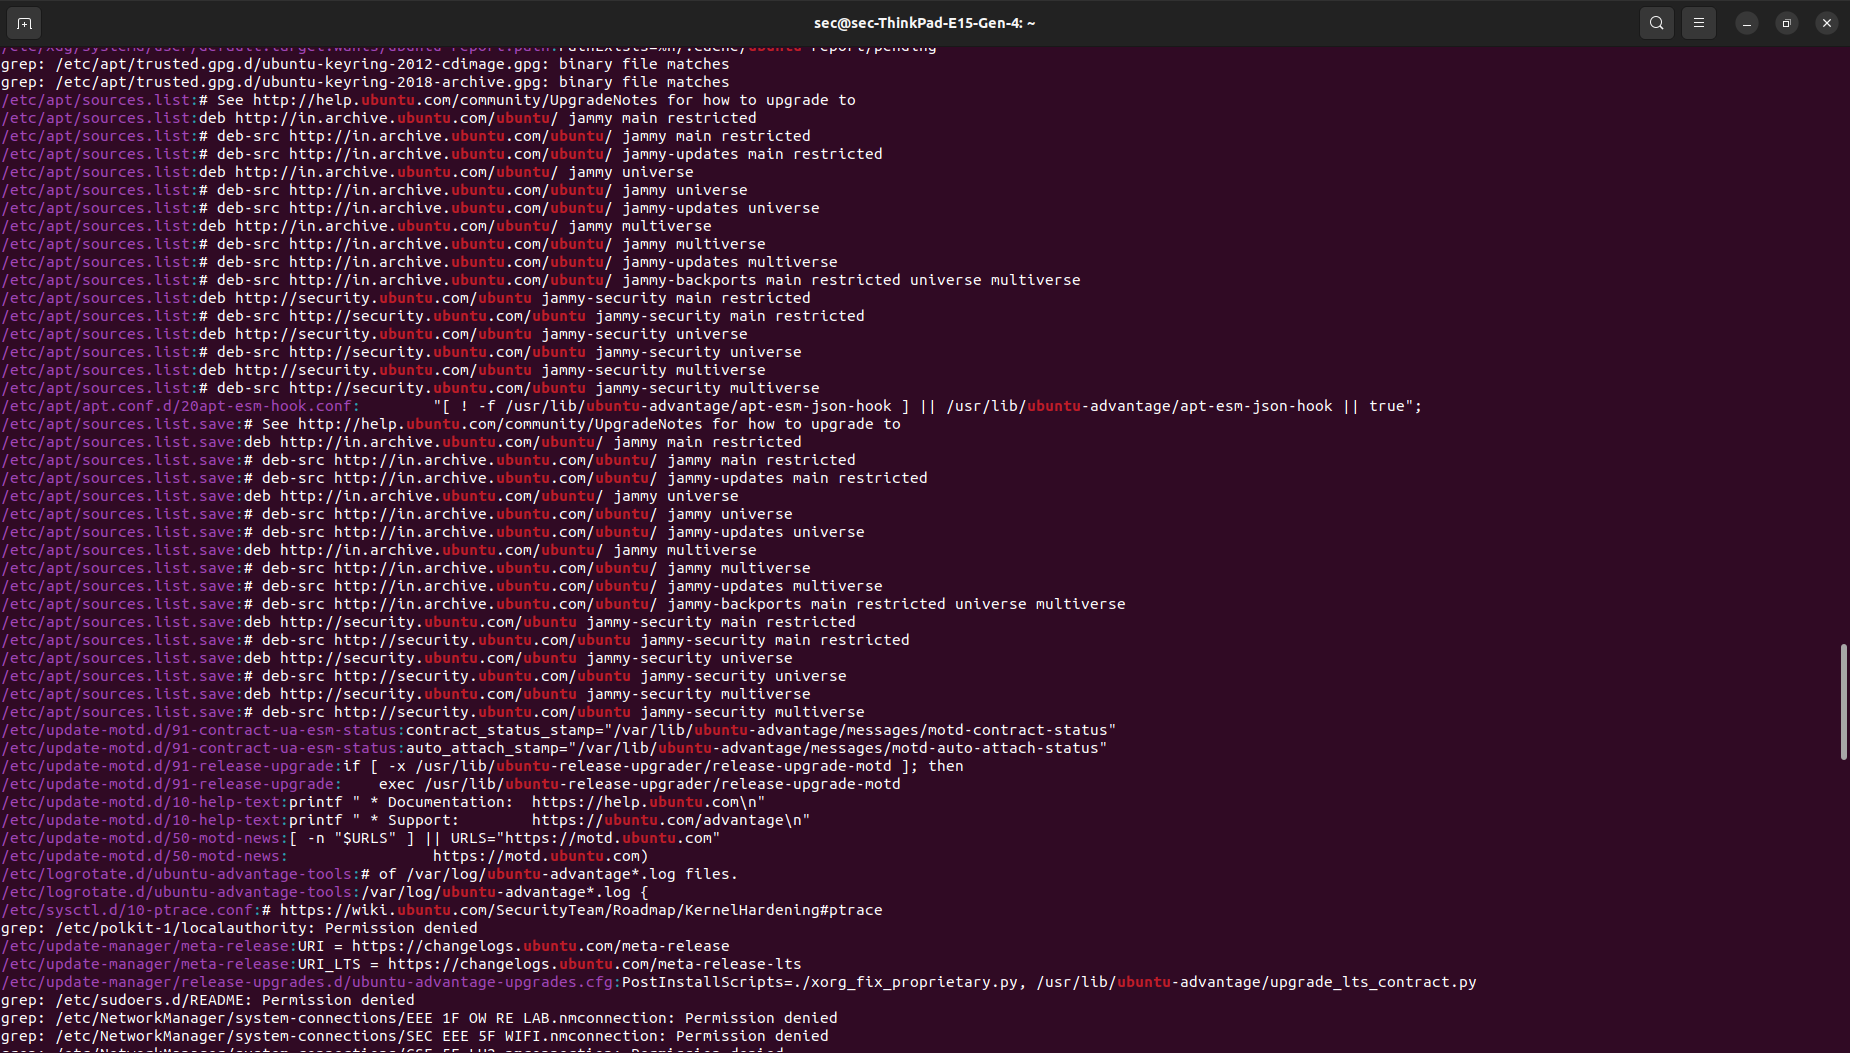 sec@sec-ThinkPad-E15-Gen-4: ~
/etc/xdg/systemd/user/default.target.wants/ubuntu-report.path:PathExists=%h/.cache/ubuntu-report/pending
grep: /etc/apt/trusted.gpg.d/ubuntu-keyring-2012-cdimage.gpg: binary file matches
grep: /etc/apt/trusted.gpg.d/ubuntu-keyring-2018-archive.gpg: binary file matches
/etc/apt/sources.list:# See http://help.ubuntu.com/community/UpgradeNotes for how to upgrade to
/etc/apt/sources.list:deb http://in.archive.ubuntu.com/ubuntu/ jammy main restricted
/etc/apt/sources.list:# deb-src http://in.archive.ubuntu.com/ubuntu/ jammy main restricted
/etc/apt/sources.list:# deb-src http://in.archive.ubuntu.com/ubuntu/ jammy-updates main restricted
/etc/apt/sources.list:deb http://in.archive.ubuntu.com/ubuntu/ jammy universe
/etc/apt/sources.list:# deb-src http://in.archive.ubuntu.com/ubuntu/ jammy universe
/etc/apt/sources.list:# deb-src http://in.archive.ubuntu.com/ubuntu/ jammy-updates universe
/etc/apt/sources.list:deb http://in.archive.ubuntu.com/ubuntu/ jammy multiverse
/etc/apt/sources.list:# deb-src http://in.archive.ubuntu.com/ubuntu/ jammy multiverse
/etc/apt/sources.list:# deb-src http://in.archive.ubuntu.com/ubuntu/ jammy-updates multiverse
/etc/apt/sources.list:# deb-src http://in.archive.ubuntu.com/ubuntu/ jammy-backports main restricted universe multiverse
/etc/apt/sources.list:deb http://security.ubuntu.com/ubuntu jammy-security main restricted
/etc/apt/sources.list:# deb-src http://security.ubuntu.com/ubuntu jammy-security main restricted
/etc/apt/sources.list:deb http://security.ubuntu.com/ubuntu jammy-security universe
/etc/apt/sources.list:# deb-src http://security.ubuntu.com/ubuntu jammy-security universe
/etc/apt/sources.list:deb http://security.ubuntu.com/ubuntu jammy-security multiverse
/etc/apt/sources.list:# deb-src http://security.ubuntu.com/ubuntu jammy-security multiverse
/etc/apt/apt.conf.d/20apt-esm-hook.conf:        "[ ! -f /usr/lib/ubuntu-advantage/apt-esm-json-hook ] || /usr/lib/ubuntu-advantage/apt-esm-json-hook || true";
/etc/apt/sources.list.save:# See http://help.ubuntu.com/community/UpgradeNotes for how to upgrade to
/etc/apt/sources.list.save:deb http://in.archive.ubuntu.com/ubuntu/ jammy main restricted
/etc/apt/sources.list.save:# deb-src http://in.archive.ubuntu.com/ubuntu/ jammy main restricted
/etc/apt/sources.list.save:# deb-src http://in.archive.ubuntu.com/ubuntu/ jammy-updates main restricted
/etc/apt/sources.list.save:deb http://in.archive.ubuntu.com/ubuntu/ jammy universe
/etc/apt/sources.list.save:# deb-src http://in.archive.ubuntu.com/ubuntu/ jammy universe
/etc/apt/sources.list.save:# deb-src http://in.archive.ubuntu.com/ubuntu/ jammy-updates universe
/etc/apt/sources.list.save:deb http://in.archive.ubuntu.com/ubuntu/ jammy multiverse
/etc/apt/sources.list.save:# deb-src http://in.archive.ubuntu.com/ubuntu/ jammy multiverse
/etc/apt/sources.list.save:# deb-src http://in.archive.ubuntu.com/ubuntu/ jammy-updates multiverse
/etc/apt/sources.list.save:# deb-src http://in.archive.ubuntu.com/ubuntu/ jammy-backports main restricted universe multiverse
/etc/apt/sources.list.save:deb http://security.ubuntu.com/ubuntu jammy-security main restricted
/etc/apt/sources.list.save:# deb-src http://security.ubuntu.com/ubuntu jammy-security main restricted
/etc/apt/sources.list.save:deb http://security.ubuntu.com/ubuntu jammy-security universe
/etc/apt/sources.list.save:# deb-src http://security.ubuntu.com/ubuntu jammy-security universe
/etc/apt/sources.list.save:deb http://security.ubuntu.com/ubuntu jammy-security multiverse
/etc/apt/sources.list.save:# deb-src http://security.ubuntu.com/ubuntu jammy-security multiverse
/etc/update-motd.d/91-contract-ua-esm-status:contract_status_stamp="/var/lib/ubuntu-advantage/messages/motd-contract-status"
/etc/update-motd.d/91-contract-ua-esm-status:auto_attach_stamp="/var/lib/ubuntu-advantage/messages/motd-auto-attach-status"
/etc/update-motd.d/91-release-upgrade:if [ -x /usr/lib/ubuntu-release-upgrader/release-upgrade-motd ]; then
/etc/update-motd.d/91-release-upgrade:    exec /usr/lib/ubuntu-release-upgrader/release-upgrade-motd
/etc/update-motd.d/10-help-text:printf " * Documentation:  https://help.ubuntu.com\n"
/etc/update-motd.d/10-help-text:printf " * Support:        https://ubuntu.com/advantage\n"
/etc/update-motd.d/50-motd-news:[ -n "$URLS" ] || URLS="https://motd.ubuntu.com"
/etc/update-motd.d/50-motd-news:                https://motd.ubuntu.com)
/etc/logrotate.d/ubuntu-advantage-tools:# of /var/log/ubuntu-advantage*.log files.
/etc/logrotate.d/ubuntu-advantage-tools:/var/log/ubuntu-advantage*.log {
/etc/sysctl.d/10-ptrace.conf:# https://wiki.ubuntu.com/SecurityTeam/Roadmap/KernelHardening#ptrace
grep: /etc/polkit-1/localauthority: Permission denied
/etc/update-manager/meta-release:URI = https://changelogs.ubuntu.com/meta-release
/etc/update-manager/meta-release:URI_LTS = https://changelogs.ubuntu.com/meta-release-lts
/etc/update-manager/release-upgrades.d/ubuntu-advantage-upgrades.cfg:PostInstallScripts=./xorg_fix_proprietary.py, /usr/lib/ubuntu-advantage/upgrade_lts_contract.py
grep: /etc/sudoers.d/README: Permission denied
grep: /etc/NetworkManager/system-connections/EEE 1F OW RE LAB.nmconnection: Permission denied
grep: /etc/NetworkManager/system-connections/SEC EEE 5F WIFI.nmconnection: Permission denied